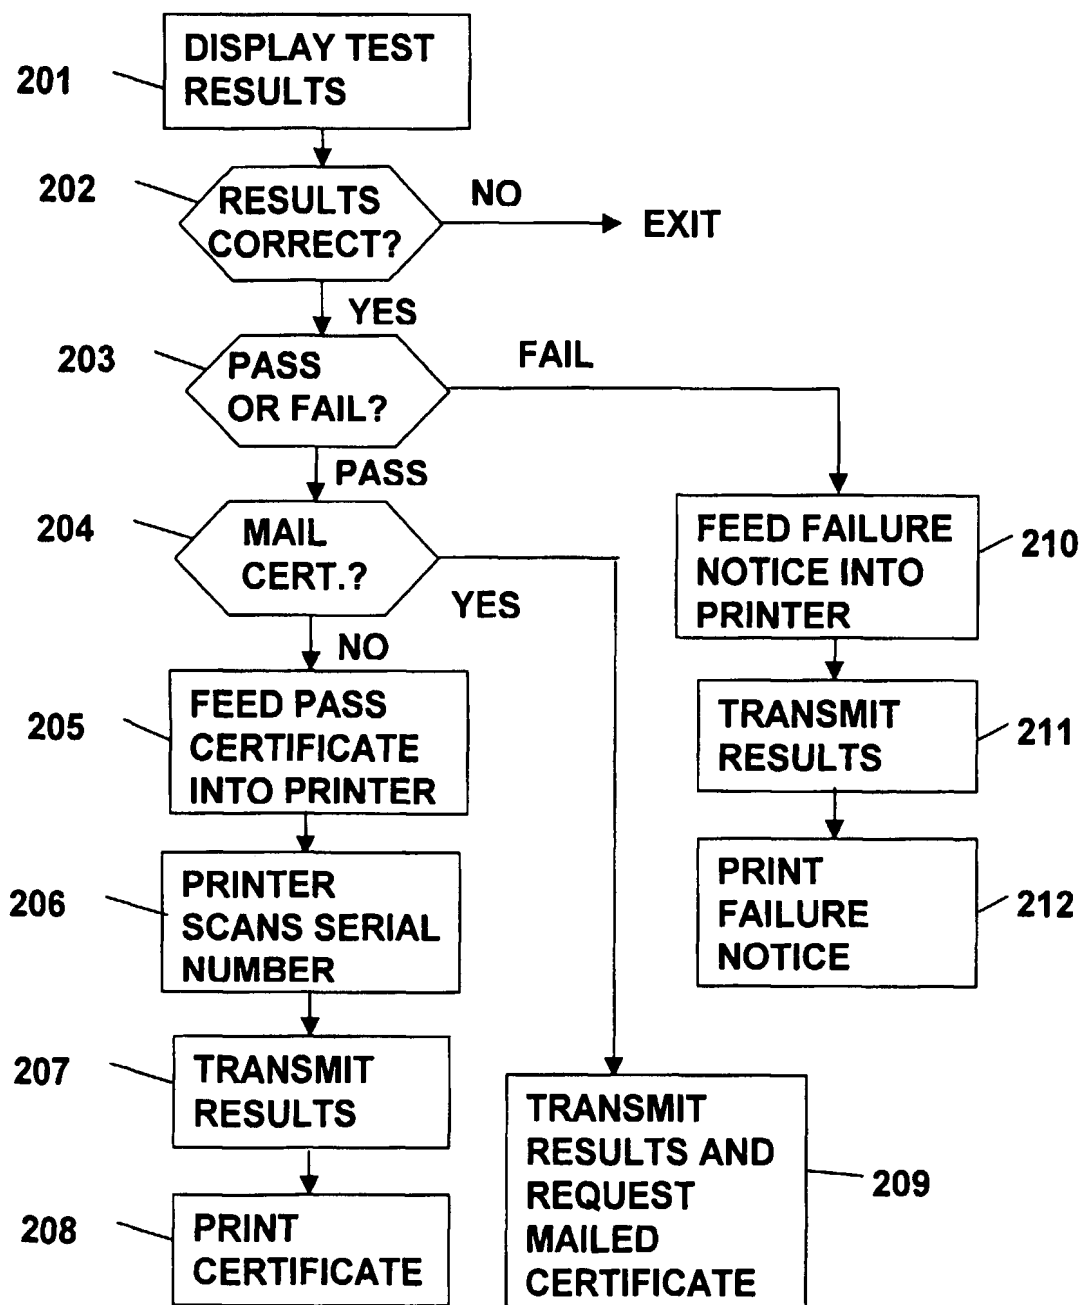 DISPLAY TEST
RESULTS
201
202
RESULTS
CORRECT?
NO
EXIT
YES
203
PASS
OR FAIL?
FAIL
PASS
204
MAIL
CERT.?
YES
NO
FEED FAILURE
NOTICE INTO
PRINTER
210
205
FEED PASS
CERTIFICATE
INTO PRINTER
TRANSMIT
RESULTS
211
206
PRINTER
SCANS SERIAL
NUMBER
PRINT
FAILURE
NOTICE
212
207
TRANSMIT
RESULTS
208
PRINT
CERTIFICATE
TRANSMIT
RESULTS AND
REQUEST
MAILED
CERTIFICATE
209